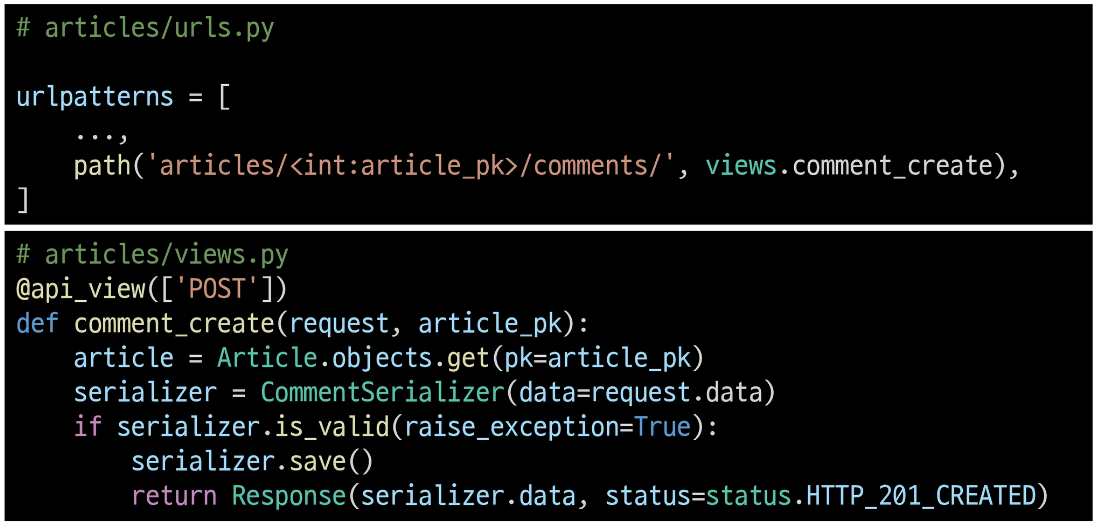 # articles/urls.py
urlpatterns = [
    ...,
    path('articles/<int:article_pk>/comments/', views.comment_create),
]
# articles/views.py
@api_view(['POST'])
def comment_create(request, article_pk):
    article = Article.objects.get(pk=article_pk)
    serializer = CommentSerializer(data=request.data)
    if serializer.is_valid(raise_exception=True):
        serializer.save()
        return Response(serializer.data, status=status.HTTP_201_CREATED)